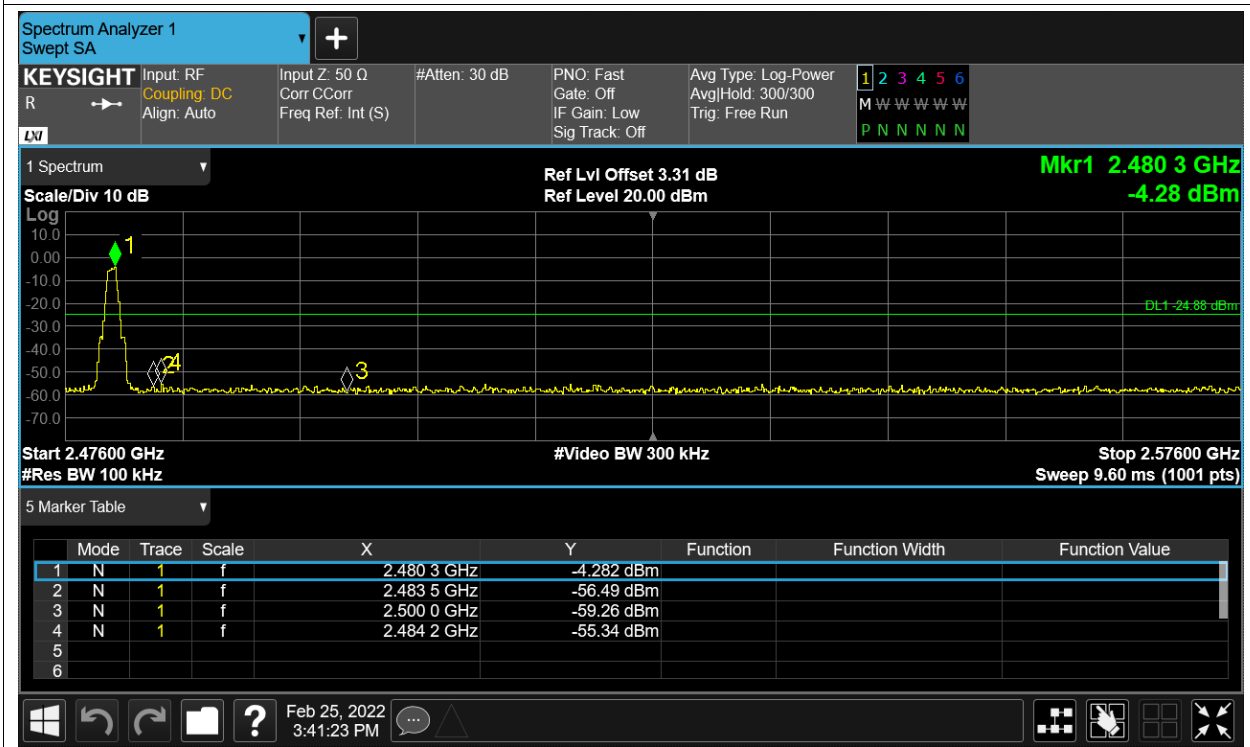 Spectrum Analyzer 1
Swept SA
+
KEYSIGHT Input: RF Input Z: 50 Ω #Atten: 30 dB PNO: Fast Avg Type: Log-Power 1 2 3 4 5 6
R Coupling: DC Corr CCorr Gate: Off Avg|Hold: 300/300 M W W W W W
Align: Auto Freq Ref: Int (S) IF Gain: Low Trig: Free Run
LXI Sig Track: Off P N N N N N
1 Spectrum Ref Lvl Offset 3.31 dB Mkr1 2.480 3 GHz
Scale/Div 10 dB Ref Level 20.00 dBm -4.28 dBm
Log
10.0
1
0.00
-10.0
-20.0
DL1 -24.88 dBm
-30.0
-40.0
24
-50.0
3
-60.0
-70.0
Start 2.47600 GHz #Video BW 300 kHz Stop 2.57600 GHz
#Res BW 100 kHz Sweep 9.60 ms (1001 pts)
5 Marker Table
Mode Trace Scale X Y Function Function Width Function Value
1 N 1 f 2.480 3 GHz -4.282 dBm
2 N 1 f 2.483 5 GHz -56.49 dBm
3 N 1 f 2.500 0 GHz -59.26 dBm
4 N 1 f 2.484 2 GHz -55.34 dBm
5
6
? Feb 25, 2022
3:41:23 PM